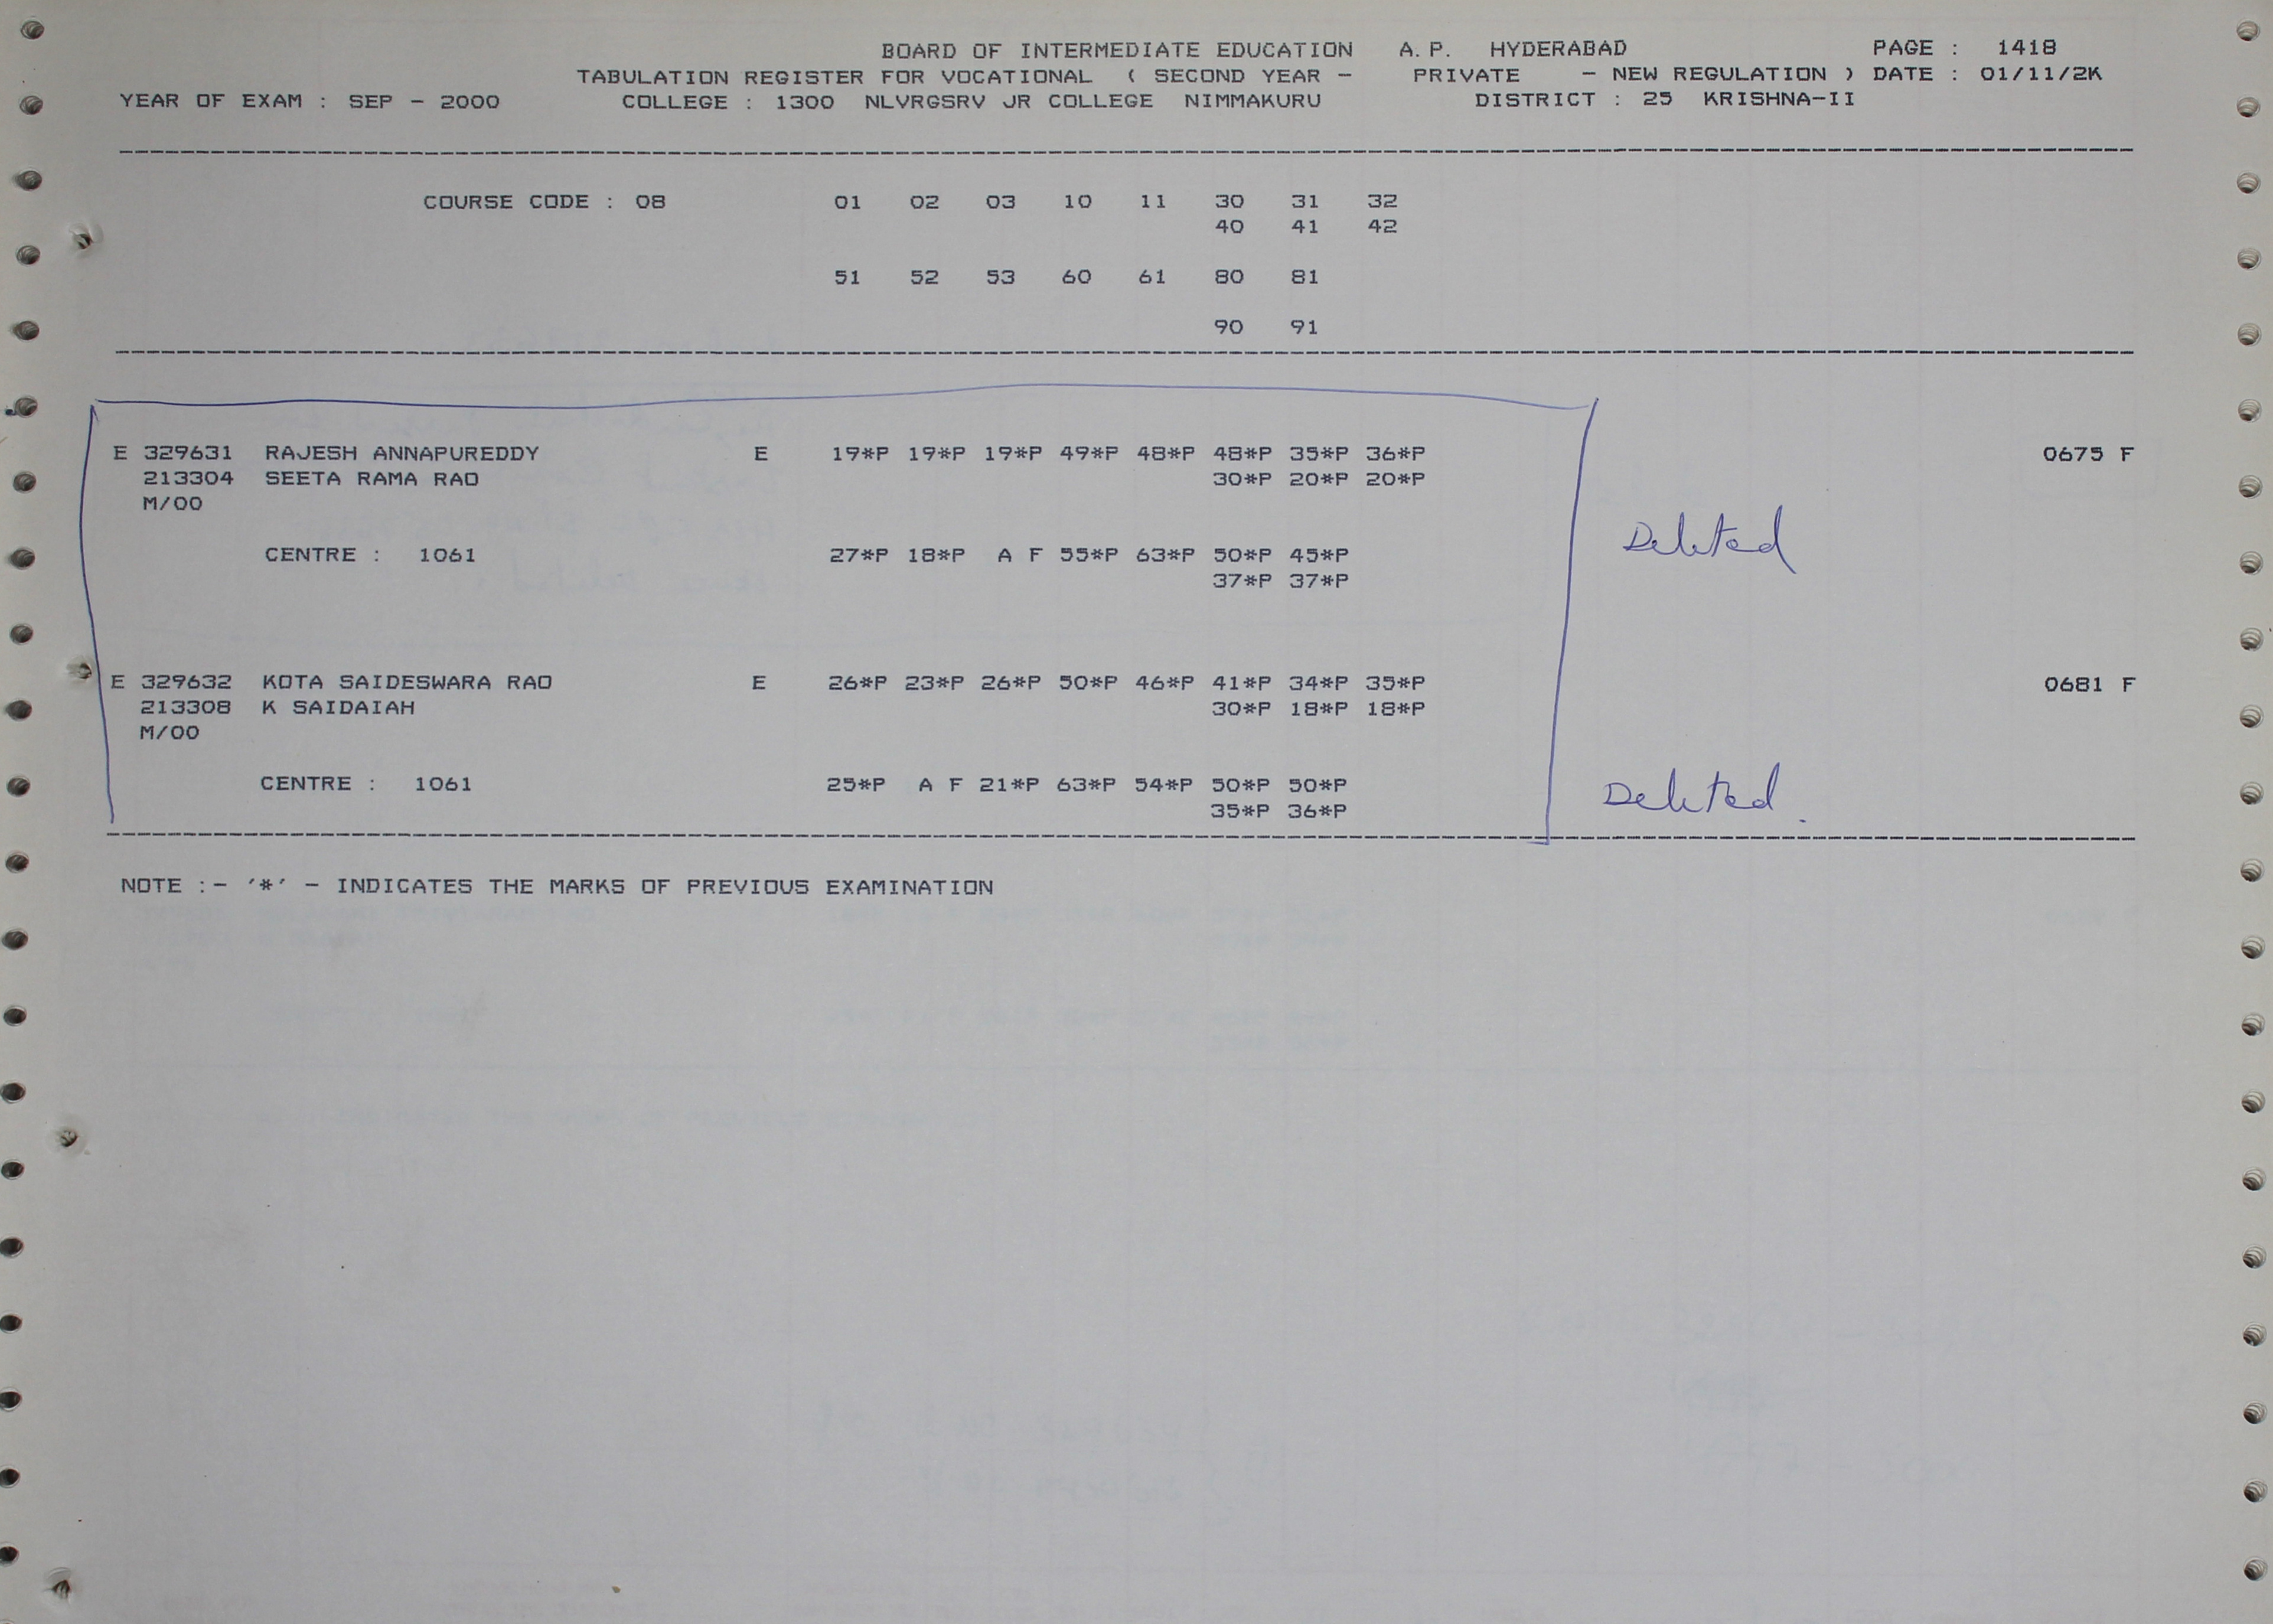 BOARD OF INTERMEDIATE EDUCATION A.P. HYDERABAD PAGE : 1418
TABULATION REGISTER FOR VOCATIONAL ( SECOND YEAR - PRIVATE - NEW REGULATION ) DATE : 01/11/2K
YEAR OF EXAM : SEP - 2000 COLLEGE : 1300 NLVRGSRV JR COLLEGE NIMMAKURU DISTRICT : 25 KRISHNA-II
COURSE CODE : 08 01 02 03 10 11 30 31 32
40 41 42
51 52 53 60 61 80 81
90 91
E 329631 RAJESH ANNAPUREDDY E 19*P 19*P 19*P 49*P 48*P 48*P 35*P 36*P 0675 F
213304 SEETA RAMA RAO 30*P 20*P 20*P
M/00
Deleted
CENTRE : 1061 27*P 18*P A F 55*P 63*P 50*P 45*P
37*P 37*P
E 329632 KOTA SAIDESWARA RAO E 26*P 23*P 26*P 50*P 46*P 41*P 34*P 35*P 0681 F
213308 K SAIDAIAH 30*P 18*P 18*P
M/00
CENTRE : 1061 25*P A F 21*P 63*P 54*P 50*P 50*P
Deleted.
35*P 36*P
NOTE :- '*' - INDICATES THE MARKS OF PREVIOUS EXAMINATION